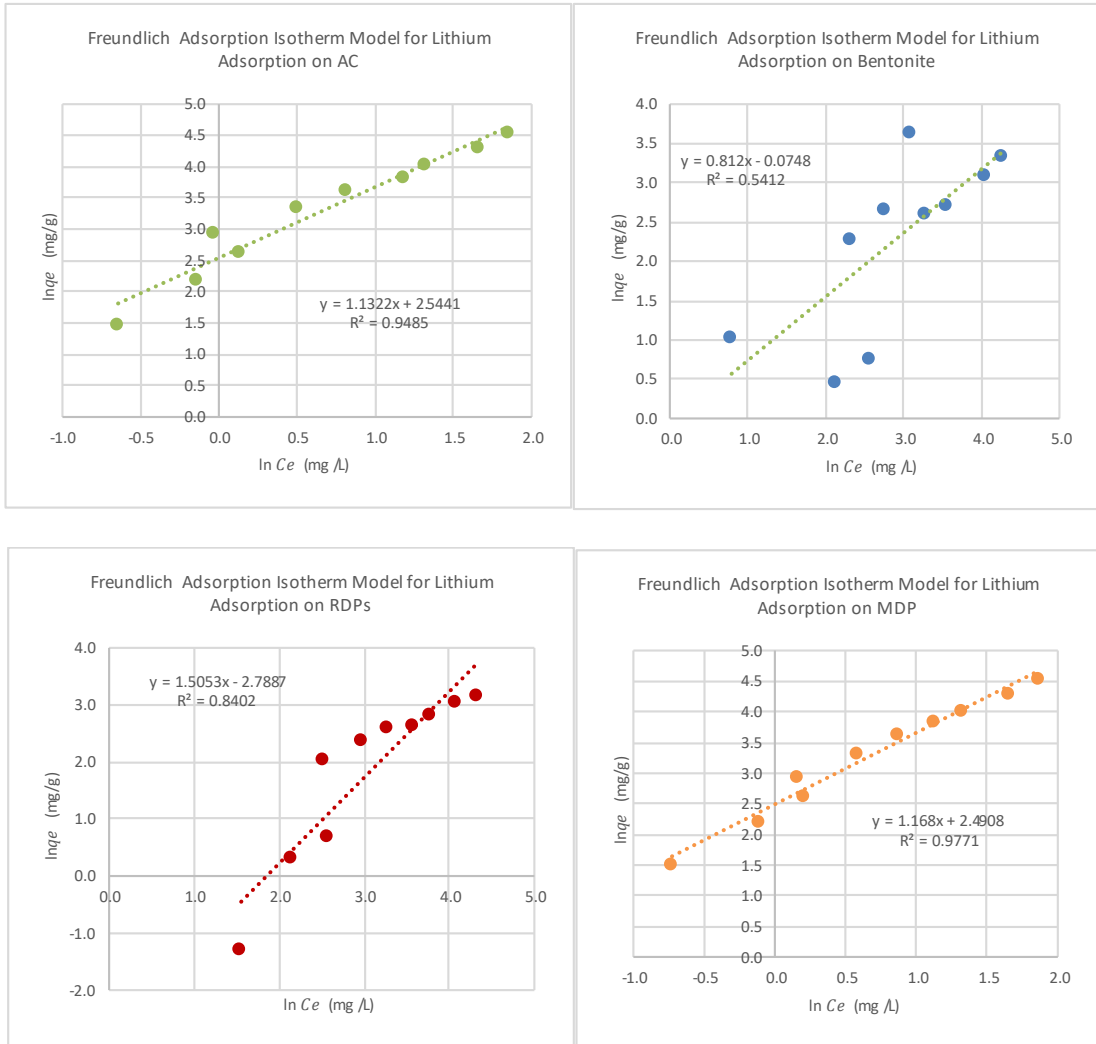 Freundlich Adsorption Isotherm Model for Lithium
Adsorption on AC
5.0
4.5
4.0
3.5
3.0
2.5
2.0
1.5
1.0
0.5
0.0
-1.0 -0.5 0.0 0.5 1.0 1.5 2.0
lnqe (mg/g)
ln Ce (mg /L)
y = 1.1322x + 2.5441
R² = 0.9485
Freundlich Adsorption Isotherm Model for Lithium
Adsorption on Bentonite
4.0
3.5
3.0
2.5
2.0
1.5
1.0
0.5
0.0
0.0 1.0 2.0 3.0 4.0 5.0
lnqe (mg/g)
ln Ce (mg /L)
y = 0.812x - 0.0748
R² = 0.5412
Freundlich Adsorption Isotherm Model for Lithium
Adsorption on RDPs
4.0
3.0
2.0
1.0
0.0
-1.0
-2.0
0.0 1.0 2.0 3.0 4.0 5.0
lnqe (mg/g)
ln Ce (mg /L)
y = 1.5053x - 2.7887
R² = 0.8402
Freundlich Adsorption Isotherm Model for Lithium
Adsorption on MDP
5.0
4.5
4.0
3.5
3.0
2.5
2.0
1.5
1.0
0.5
0.0
-1.0 -0.5 0.0 0.5 1.0 1.5 2.0
lnqe (mg/g)
ln Ce (mg /L)
y = 1.168x + 2.4908
R² = 0.9771